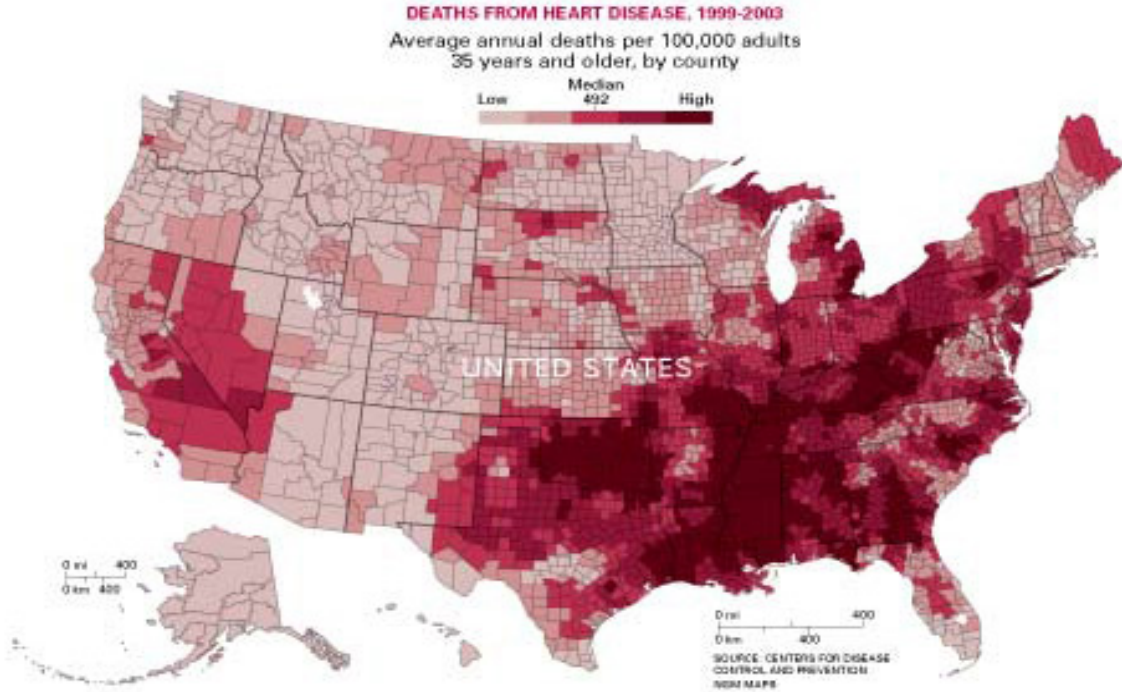 DEATHS FROM HEART DISEASE, 1999-2003
Average annual deaths per 100,000 adults
35 years and older, by county
Median
Low 492 High
UNITED STATES
0 mi 400
0 km 400
0 mi 400
0 km 400
SOURCE: CENTERS FOR DISEASE
CONTROL AND PREVENTION
NGM MAPS